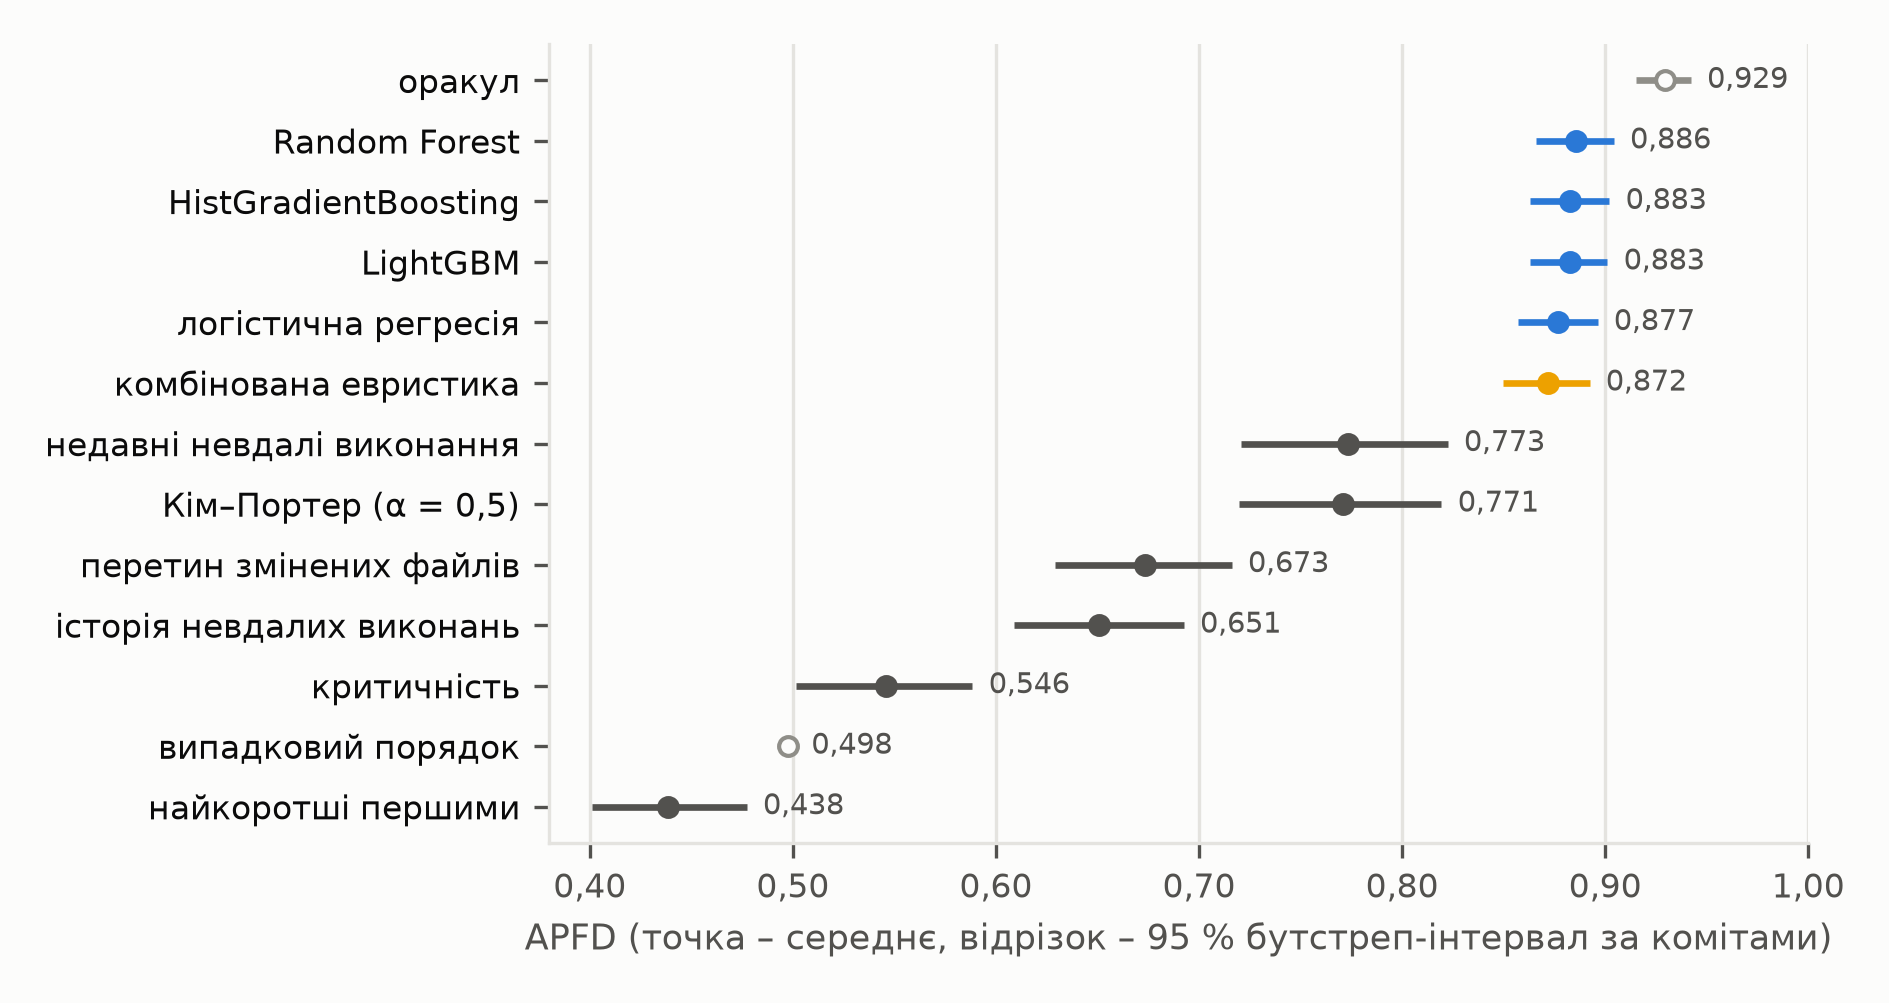 оракул 0,929
Random Forest 0,886
HistGradientBoosting 0,883
LightGBM 0,883
логістична регресія 0,877
комбінована евристика 0,872
недавні невдалі виконання 0,773
Кім–Портер (α = 0,5) 0,771
перетин змінених файлів 0,673
історія невдалих виконань 0,651
критичність 0,546
випадковий порядок 0,498
найкоротші першими 0,438
0,40 0,50 0,60 0,70 0,80 0,90 1,00
APFD (точка – середнє, відрізок – 95 % бутстреп-інтервал за комітами)